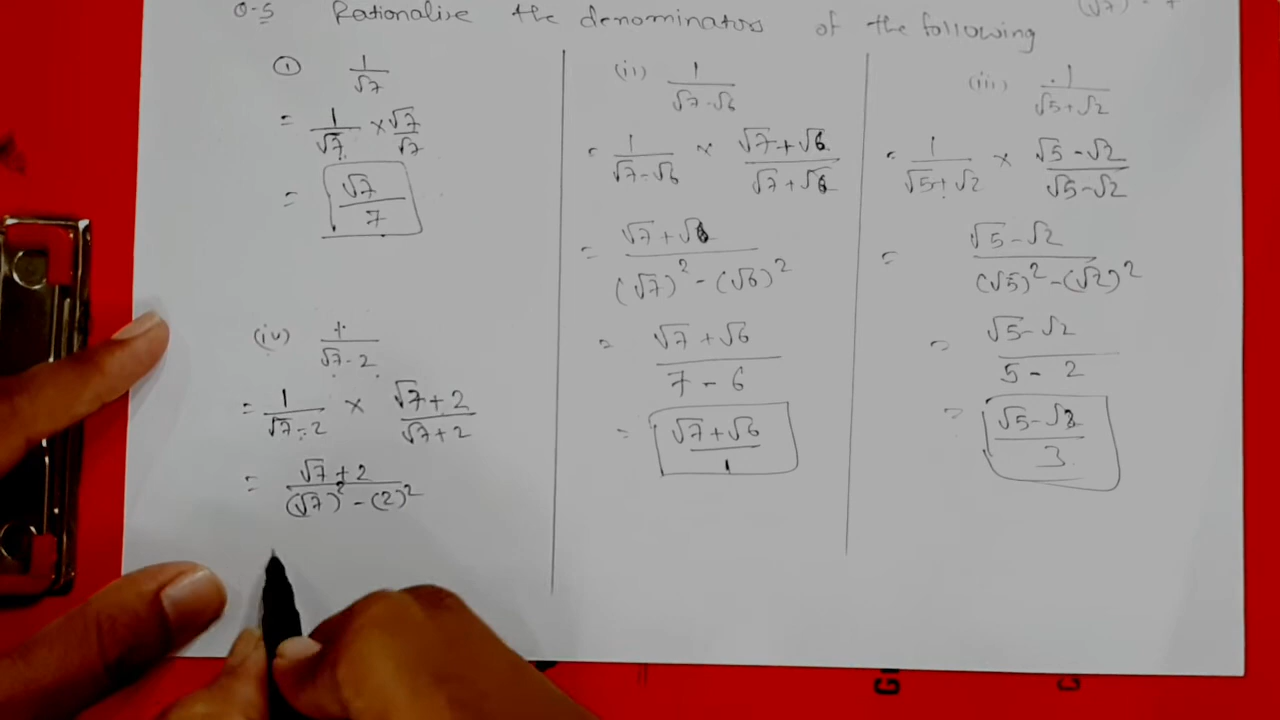 Q-5 Rationalise the denominators of the following
(√7) = 7
(i) 1/√7
= 1/√7 × √7/√7
= √7/7
(ii) 1/√7-√6
= 1/√7-√6 × √7+√6/√7+√6
= √7+√6/(√7)²-(√6)²
= √7+√6/7-6
= √7+√6/1
(iii) 1/√5+√2
= 1/√5+√2 × √5-√2/√5-√2
= √5-√2/(√5)²-(√2)²
= √5-√2/5-2
= √5-√2/3
(iv) 1/√7-2
= 1/√7-2 × √7+2/√7+2
= √7+2/(√7)²-(2)²